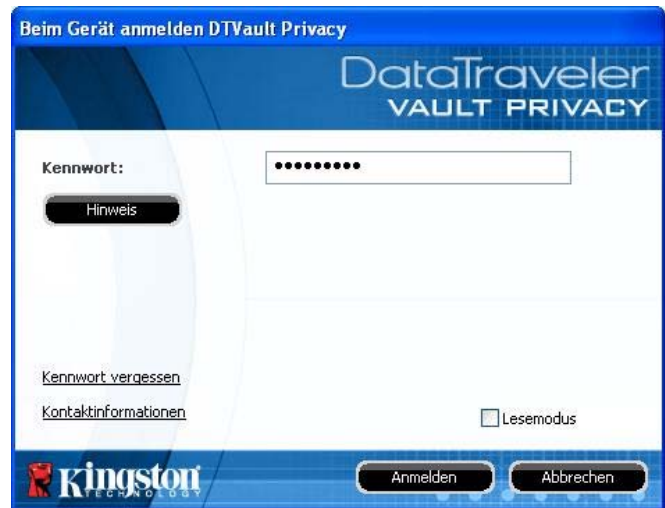 Beim Gerät anmelden DTVault Privacy
DataTraveler
VAULT PRIVACY
Kennwort:
•••••••••
Hinweis
Kennwort vergessen
Kontaktinformationen
Lesemodus
Kingston
TECHNOLOGY
Anmelden
Abbrechen